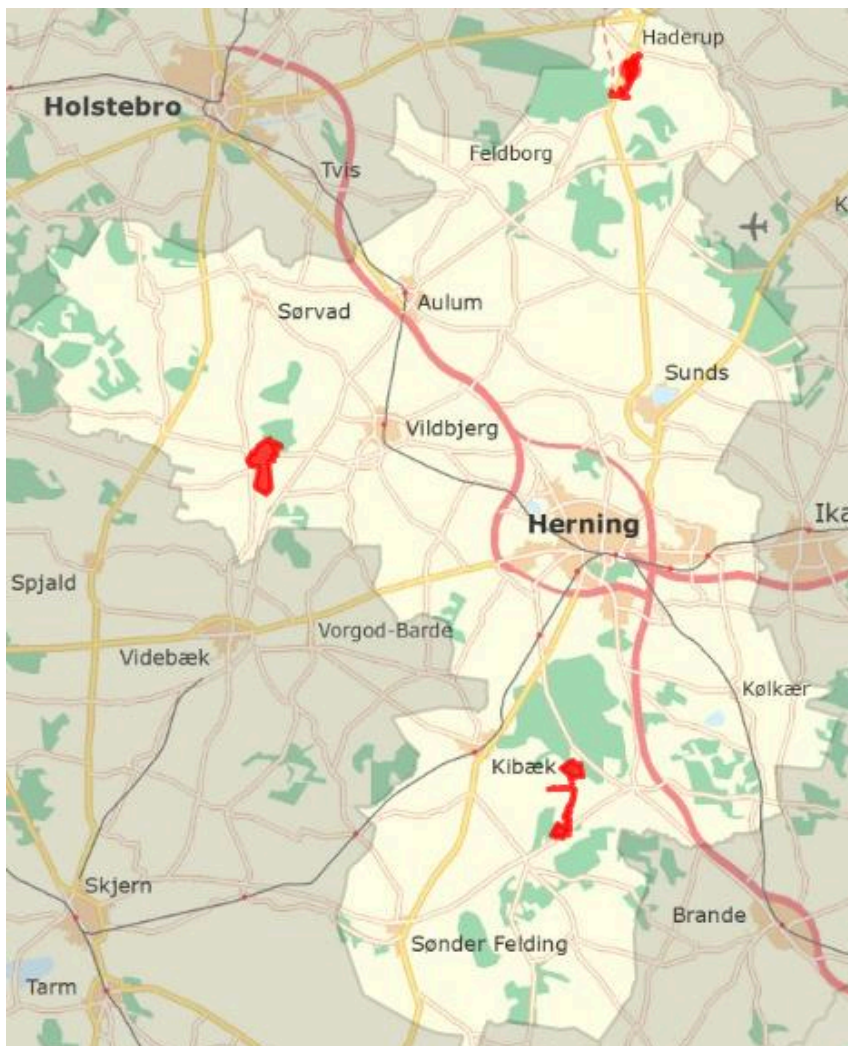 Haderup
Holstebro
Feldborg
Tvis
K
Sørvad
Aulum
Sunds
Vildbjerg
Herning
Ika
Spjald
Vorgod-Barde
Videbæk
Kølkær
Kibæk
Skjern
Brande
Sønder Felding
Tarm